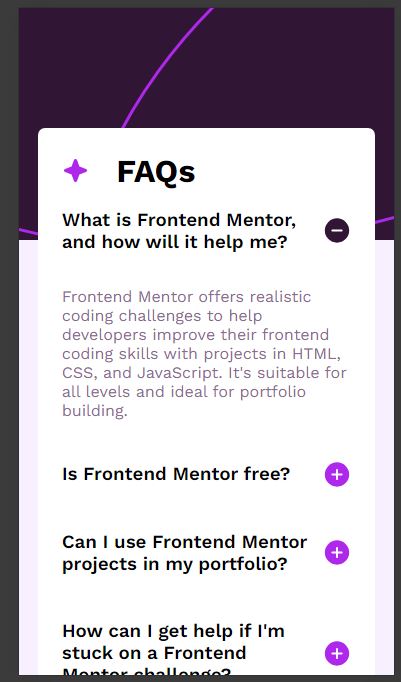 FAQs
What is Frontend Mentor,
and how will it help me?
Frontend Mentor offers realistic
coding challenges to help
developers improve their frontend
coding skills with projects in HTML,
CSS, and JavaScript. It's suitable for
all levels and ideal for portfolio
building.
Is Frontend Mentor free?
Can I use Frontend Mentor
projects in my portfolio?
How can I get help if I'm
stuck on a Frontend
Mentor challenge?